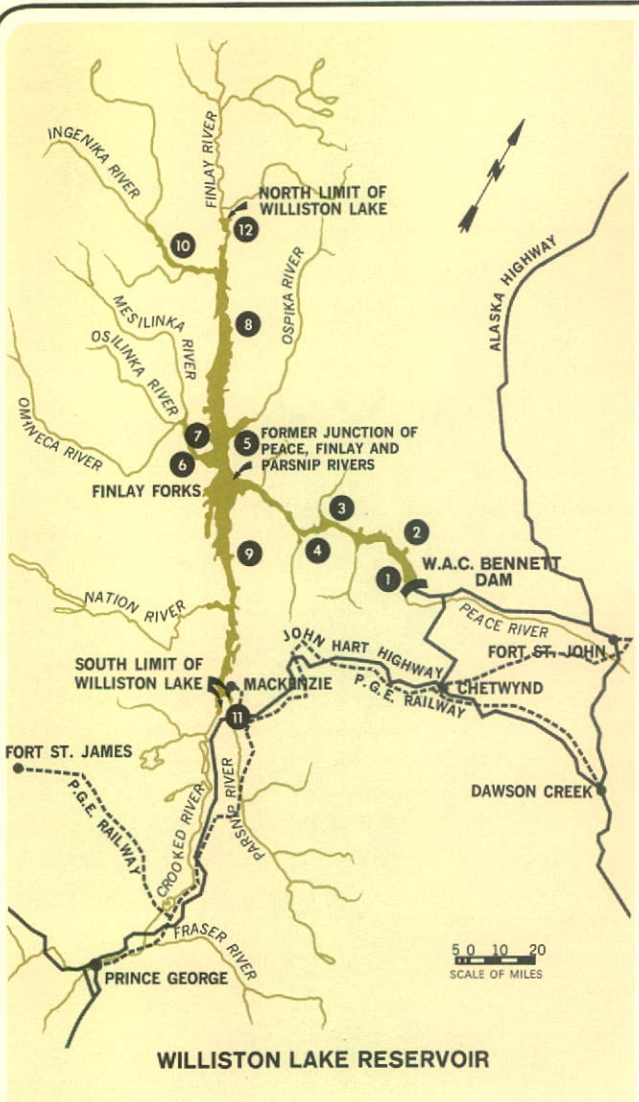 INGENIKA RIVER
FINLAY RIVER
NORTH LIMIT OF
WILLISTON LAKE
12
10
N
ALASKA HIGHWAY
OSPIKA RIVER
8
MESILINKA RIVER
OSILINKA RIVER
OMINECA RIVER
7
5
FORMER JUNCTION OF
PEACE, FINLAY AND
PARSNIP RIVERS
6
FINLAY FORKS
3
2
4
9
1
W.A.C. BENNETT
DAM
NATION RIVER
PEACE RIVER
JOHN HART HIGHWAY
FORT ST. JOHN
SOUTH LIMIT OF
WILLISTON LAKE
MACKENZIE
P.G.E. RAILWAY
CHETWYND
11
FORT ST. JAMES
P.G.E. RAILWAY
DAWSON CREEK
CROOKED RIVER
PARSNIP RIVER
FRASER RIVER
PRINCE GEORGE
5 0 10 20
SCALE OF MILES
WILLISTON LAKE RESERVOIR